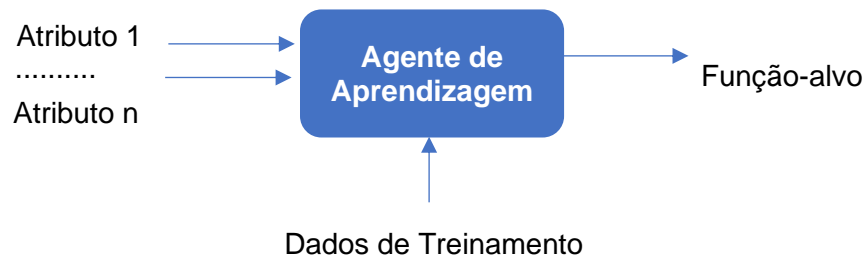 Atributo 1
..........
Atributo n
Agente de
Aprendizagem
Função-alvo
Dados de Treinamento